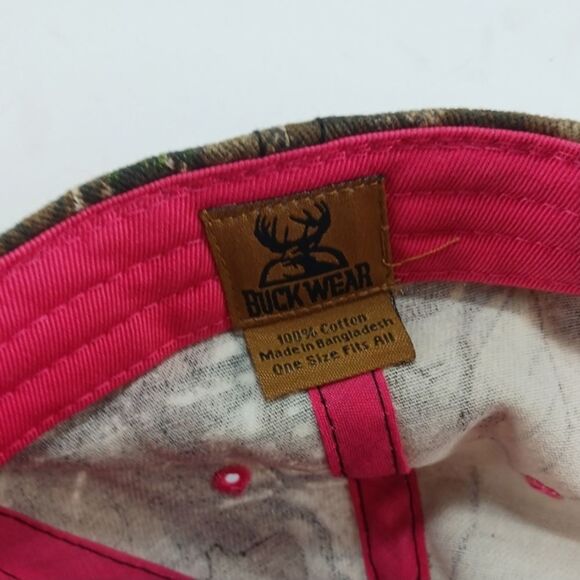 BUCK WEAR
100% Cotton
Made in Bangladesh
One Size Fits All